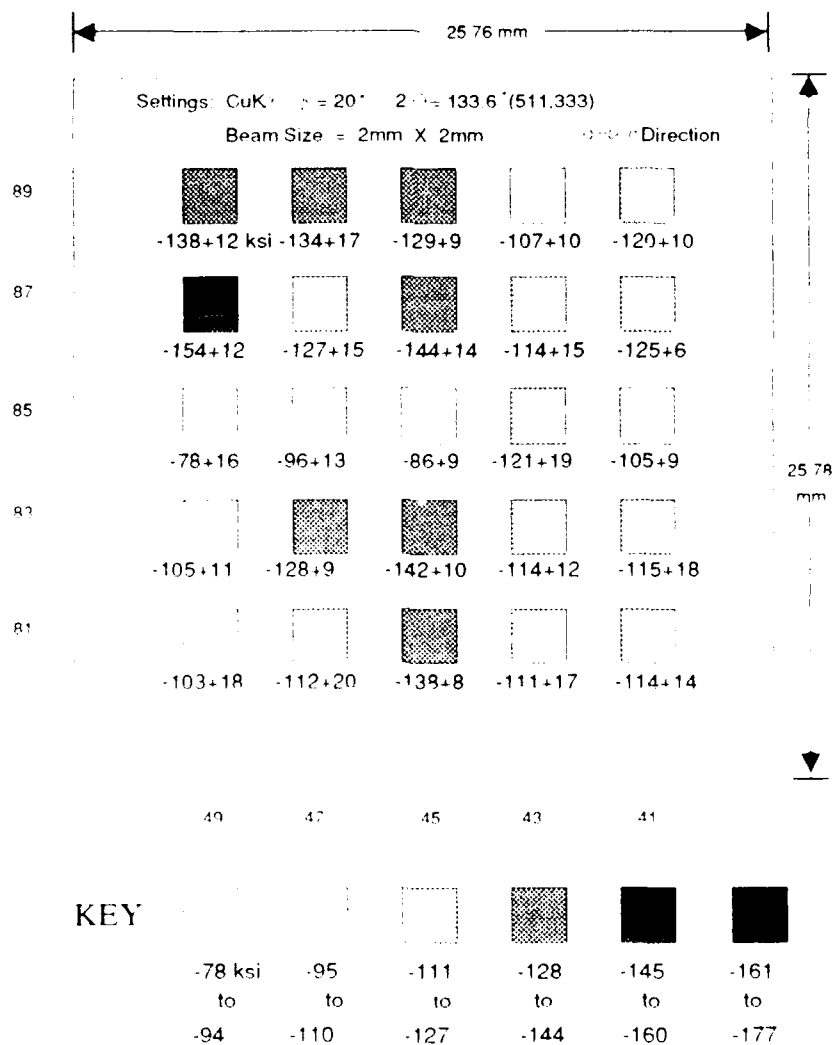 25 76 mm
Settings: CuK = 20° 2 = 133.6°(511,333)
Beam Size = 2mm X 2mm Direction
89
-138+12 ksi -134+17 -129+9 -107+10 -120+10
87
-154+12 -127+15 -144+14 -114+15 -125+6
85
-78+16 -96+13 -86+9 -121+19 -105+9
25 78
mm
83
-105+11 -128+9 -142+10 -114+12 -115+18
81
-103+18 -112+20 -138+8 -111+17 -114+14
49 47 45 43 41
KEY
-78 ksi -95 -111 -128 -145 -161
to to to to to to
-94 -110 -127 -144 -160 -177